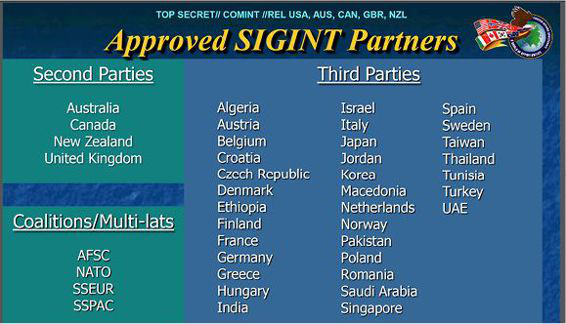 TOP SECRET// COMINT //REL USA, AUS, CAN, GBR, NZL
Approved SIGINT Partners
Second Parties
Australia
Canada
New Zealand
United Kingdom
Coalitions/Multi-lats
AFSC
NATO
SSEUR
SSPAC
Third Parties
Algeria
Austria
Belgium
Croatia
Czech Republic
Denmark
Ethiopia
Finland
France
Germany
Greece
Hungary
India
Israel
Italy
Japan
Jordan
Korea
Macedonia
Netherlands
Norway
Pakistan
Poland
Romania
Saudi Arabia
Singapore
Spain
Sweden
Taiwan
Thailand
Tunisia
Turkey
UAE